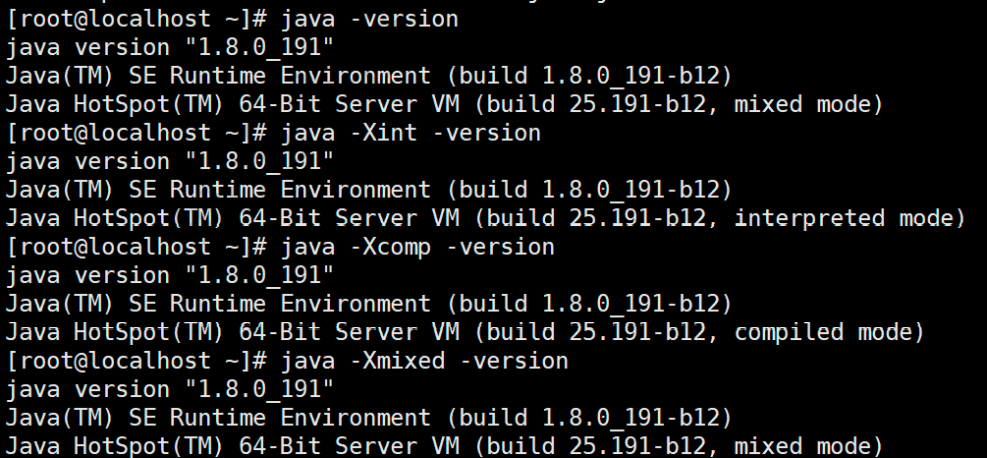 [root@localhost ~]# java -version
java version "1.8.0_191"
Java(TM) SE Runtime Environment (build 1.8.0_191-b12)
Java HotSpot(TM) 64-Bit Server VM (build 25.191-b12, mixed mode)
[root@localhost ~]# java -Xint -version
java version "1.8.0_191"
Java(TM) SE Runtime Environment (build 1.8.0_191-b12)
Java HotSpot(TM) 64-Bit Server VM (build 25.191-b12, interpreted mode)
[root@localhost ~]# java -Xcomp -version
java version "1.8.0_191"
Java(TM) SE Runtime Environment (build 1.8.0_191-b12)
Java HotSpot(TM) 64-Bit Server VM (build 25.191-b12, compiled mode)
[root@localhost ~]# java -Xmixed -version
java version "1.8.0_191"
Java(TM) SE Runtime Environment (build 1.8.0_191-b12)
Java HotSpot(TM) 64-Bit Server VM (build 25.191-b12, mixed mode)